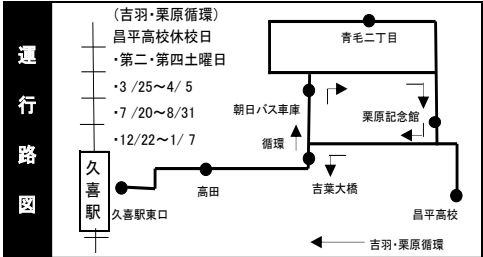 運行路図
(吉羽・栗原循環)
昌平高校休校日
・第二・第四土曜日
・3 /25～4/ 5
・7 /20～8/31
・12/22～1/ 7
青毛二丁目
朝日バス車庫
栗原記念館
循環
久喜駅
久喜駅東口
高田
吉葉大橋
昌平高校
吉羽・栗原循環